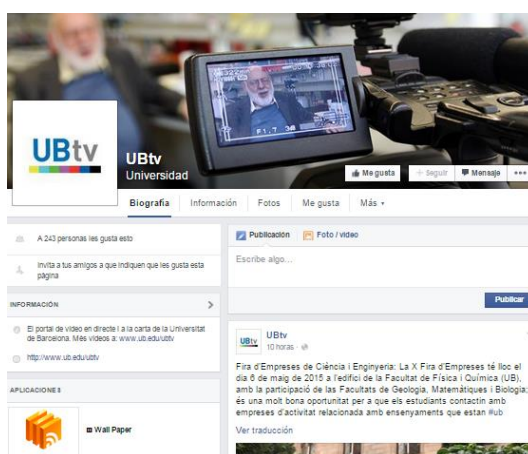 F1.7
UBtv
UBtv
Universidad
Me gusta
Seguir
Mensaje
Biografía
Información
Fotos
Me gusta
Más
A 243 personas les gusta esto
Invita a tus amigos a que indiquen que les gusta esta
página
INFORMACIÓN
El portal de vídeo en directe i a la carta de la Universitat
de Barcelona. Més vídeos a: www.ub.edu/ubtv
http://www.ub.edu/ubtv
APLICACIONES
Wall Paper
Publicación
Foto / vídeo
Escribe algo...
Publicar
UBtv
UBtv
10 horas
Fira d'Empreses de Ciència i Enginyeria: La X Fira d'Empreses té lloc el
dia 6 de maig de 2015 a l'edifici de la Facultat de Física i Química (UB),
amb la participació de las Facultats de Geologia, Matemàtiques i Biologia;
és una molt bona oportunitat per a que els estudiants contactin amb
empreses d'activitat relacionada amb ensenyaments que estan #ub
Ver traducción